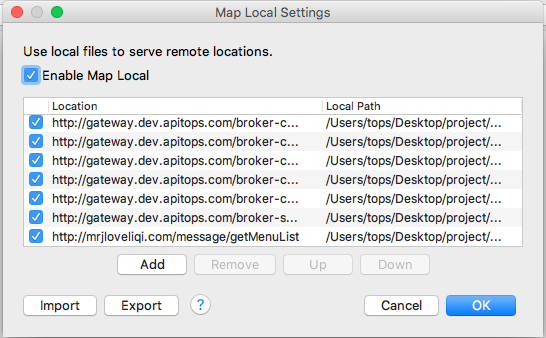 Map Local Settings
Use local files to serve remote locations.
Enable Map Local
Location Local Path
http://gateway.dev.apitops.com/broker-c... /Users/tops/Desktop/project/...
http://gateway.dev.apitops.com/broker-c... /Users/tops/Desktop/project/...
http://gateway.dev.apitops.com/broker-c... /Users/tops/Desktop/project/...
http://gateway.dev.apitops.com/broker-c... /Users/tops/Desktop/project/...
http://gateway.dev.apitops.com/broker-c... /Users/tops/Desktop/project/...
http://gateway.dev.apitops.com/broker-s... /Users/tops/Desktop/project/...
http://mrjloveliqi.com/message/getMenuList /Users/tops/Desktop/project/...
Add Remove Up Down
Import Export ? Cancel OK